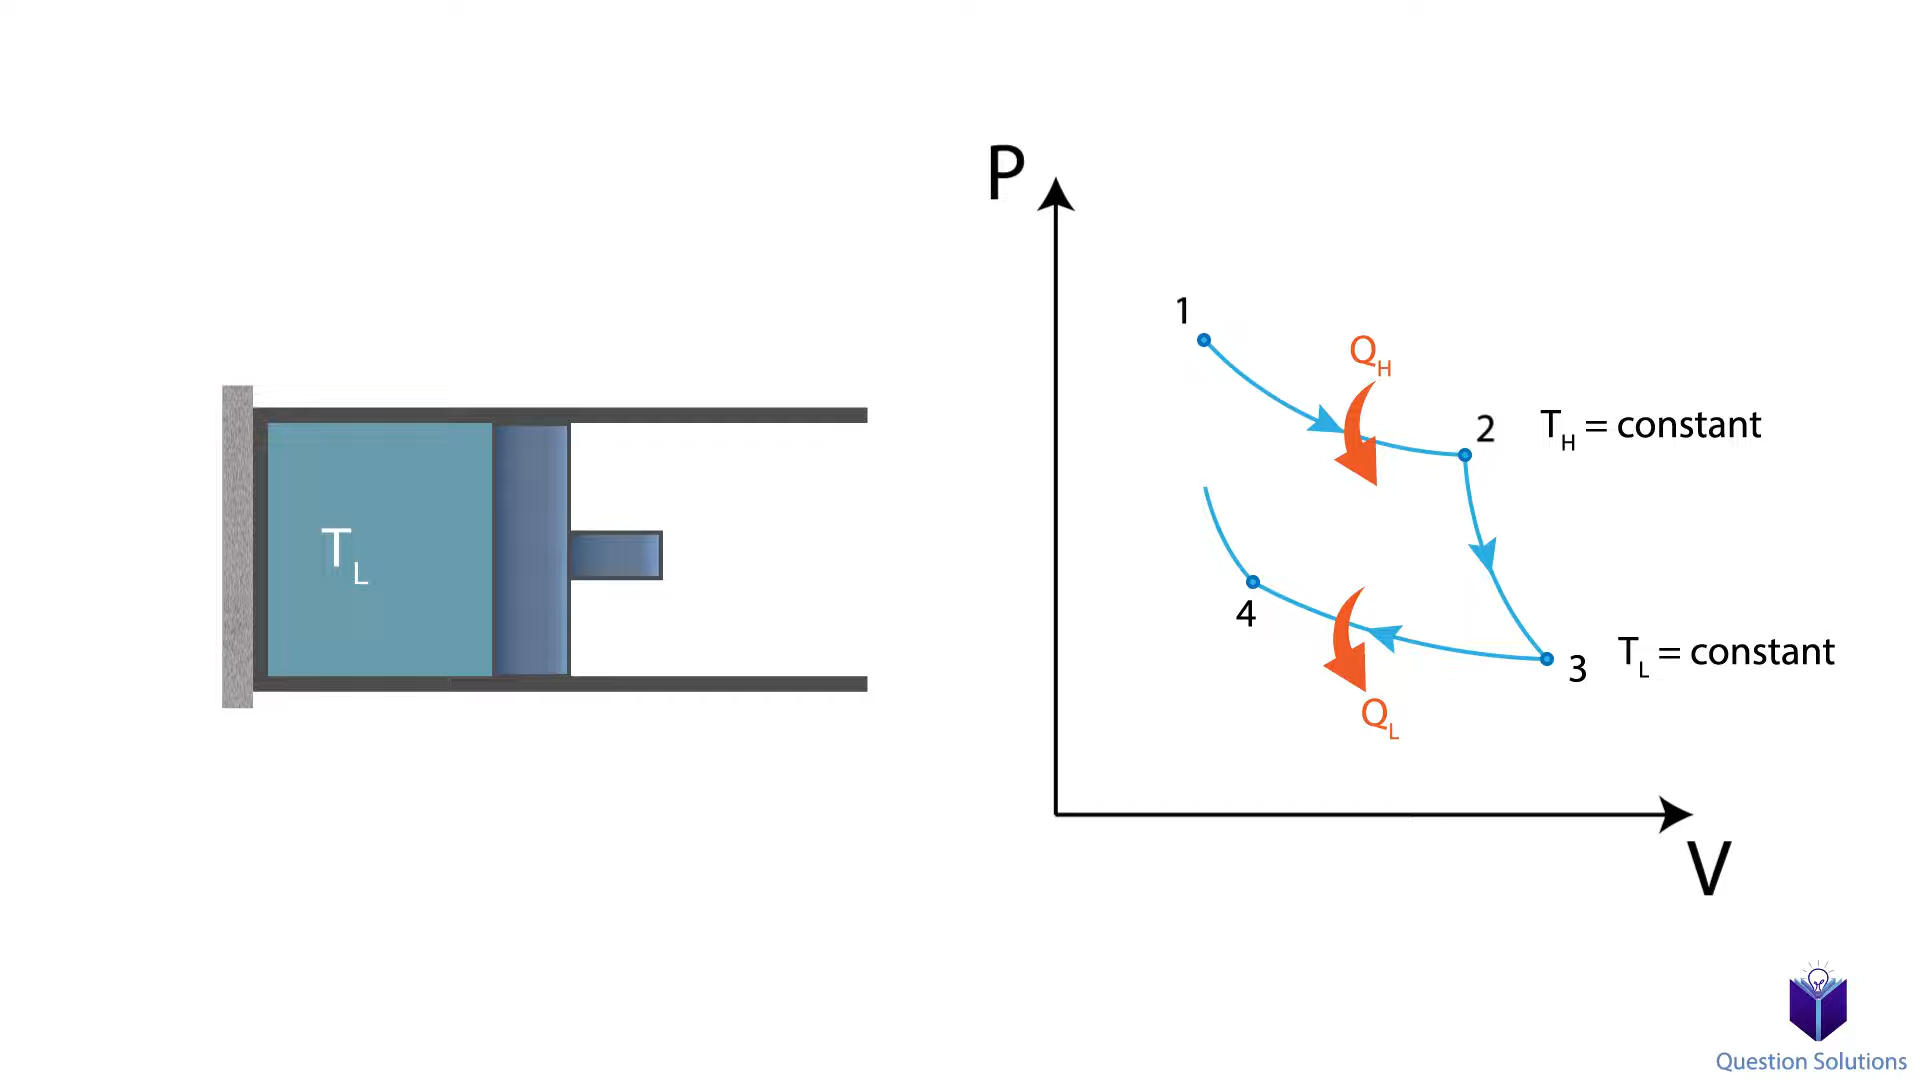 P
1
Q_H
2
T_H = constant
T_L
4
3
T_L = constant
Q_L
V
Question Solutions